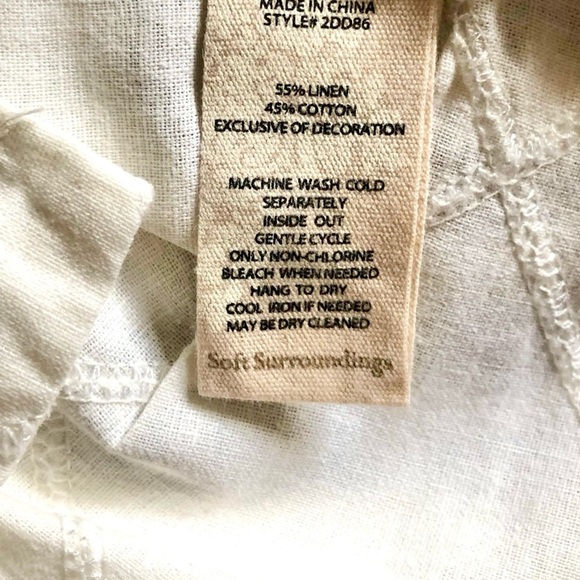 MADE IN CHINA
STYLE# 2DD86
55% LINEN
45% COTTON
EXCLUSIVE OF DECORATION
MACHINE WASH COLD
SEPARATELY
INSIDE OUT
GENTLE CYCLE
ONLY NON-CHLORINE
BLEACH WHEN NEEDED
HANG TO DRY
COOL IRON IF NEEDED
MAY BE DRY CLEANED
Soft Surroundings